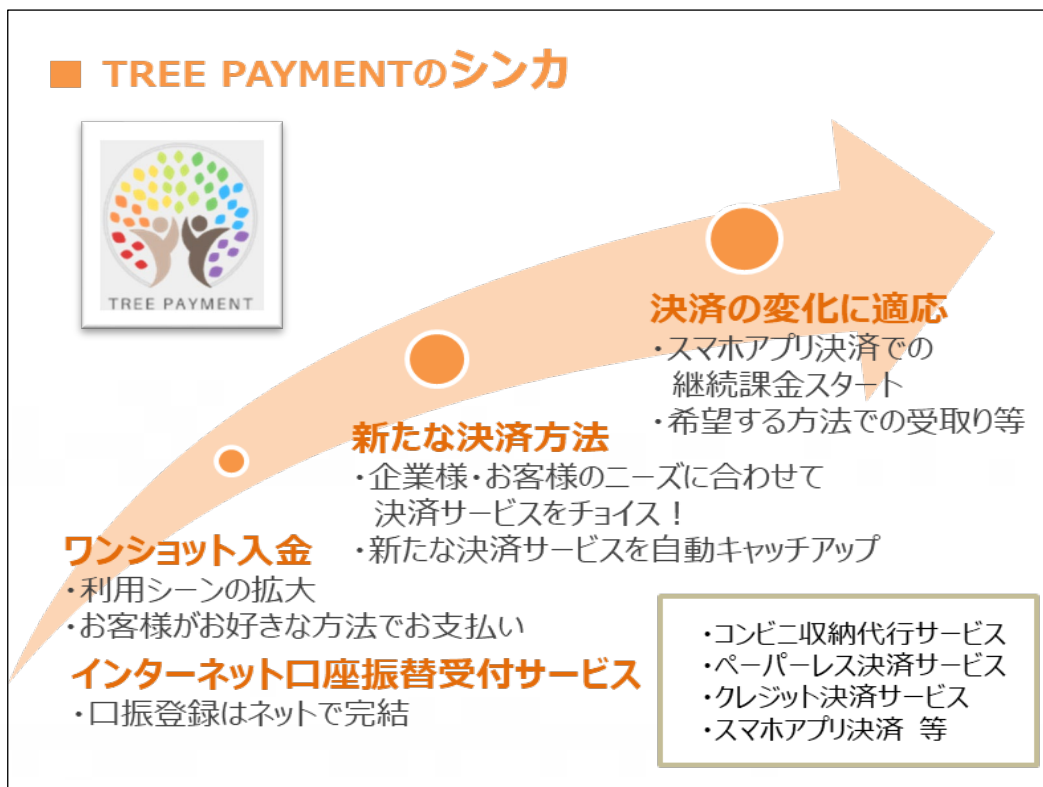 ■ TREE PAYMENTのシンカ
TREE PAYMENT
決済の変化に適応
・スマホアプリ決済での
継続課金スタート
・希望する方法での受取り等
新たな決済方法
・企業様・お客様のニーズに合わせて
決済サービスをチョイス！
・新たな決済サービスを自動キャッチアップ
ワンショット入金
・利用シーンの拡大
・お客様がお好きな方法でお支払い
インターネット口座振替受付サービス
・口振登録はネットで完結
・コンビニ収納代行サービス
・ペーパーレス決済サービス
・クレジット決済サービス
・スマホアプリ決済 等